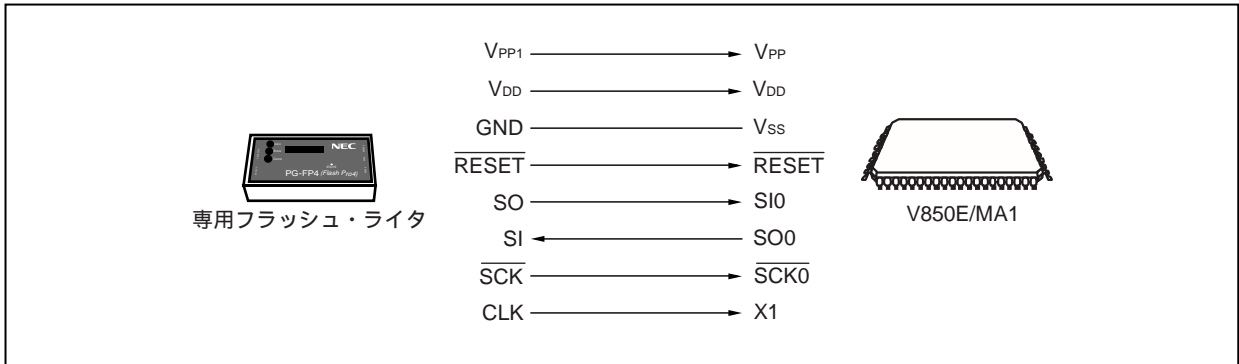 VPP1 VPP
VDD VDD
GND VSS
RESET RESET
SO SI0
SI SO0
SCK SCK0
CLK X1
NEC
PG-FP4 (Flash Pro4)
専用フラッシュ・ライタ
V850E/MA1